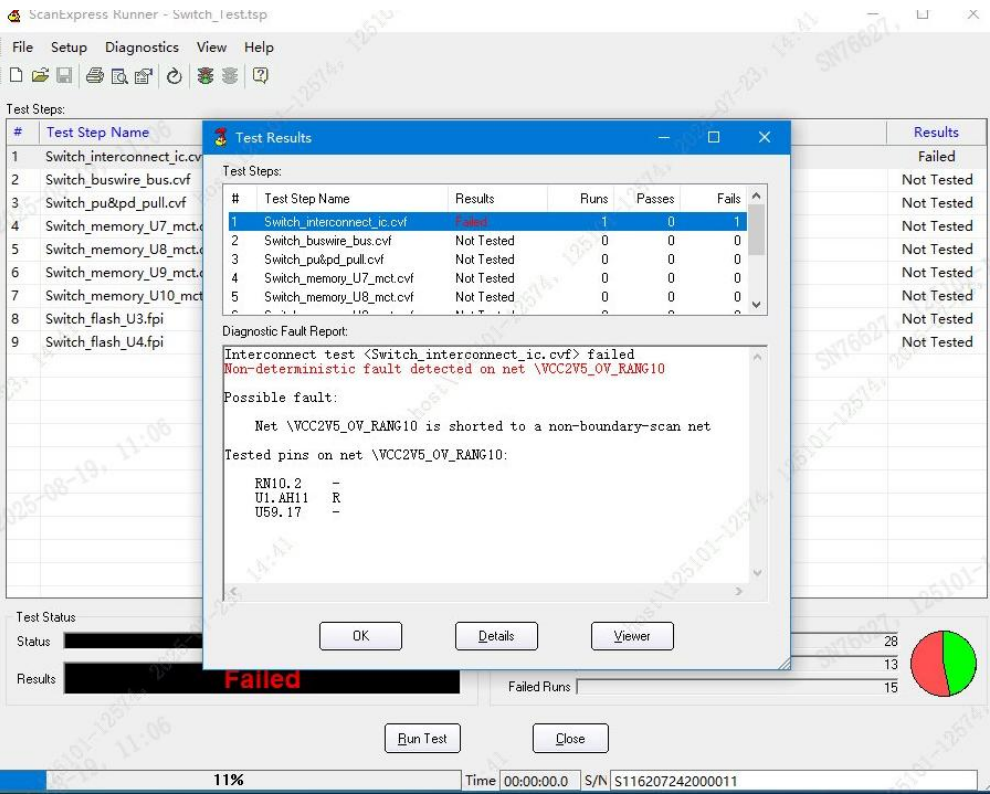 ScanExpress Runner - Switch_Test.tsp
File Setup Diagnostics View Help
Test Steps:
# Test Step Name Results
1 Switch_interconnect_ic.cv Failed
2 Switch_buswire_bus.cvf Not Tested
3 Switch_pu&pd_pull.cvf Not Tested
4 Switch_memory_U7_mct.c Not Tested
5 Switch_memory_U8_mct.c Not Tested
6 Switch_memory_U9_mct.c Not Tested
7 Switch_memory_U10_mct Not Tested
8 Switch_flash_U3.fpi Not Tested
9 Switch_flash_U4.fpi Not Tested
Test Results
Test Steps:
# Test Step Name Results Runs Passes Fails
1 Switch_interconnect_ic.cvf Failed 1 0 1
2 Switch_buswire_bus.cvf Not Tested 0 0 0
3 Switch_pu&pd_pull.cvf Not Tested 0 0 0
4 Switch_memory_U7_mct.cvf Not Tested 0 0 0
5 Switch_memory_U8_mct.cvf Not Tested 0 0 0
Diagnostic Fault Report:
Interconnect test <Switch_interconnect_ic.cvf> failed
Non-deterministic fault detected on net \VCC2V5_OV_RANG10
Possible fault:
Net \VCC2V5_OV_RANG10 is shorted to a non-boundary-scan net
Tested pins on net \VCC2V5_OV_RANG10:
RN10.2 -
U1.AH11 R
U59.17 -
OK Details Viewer
Test Status
Status
Results Failed
28
13
Failed Runs 15
Run Test Close
11% Time 00:00:00.0 S/N S116207242000011